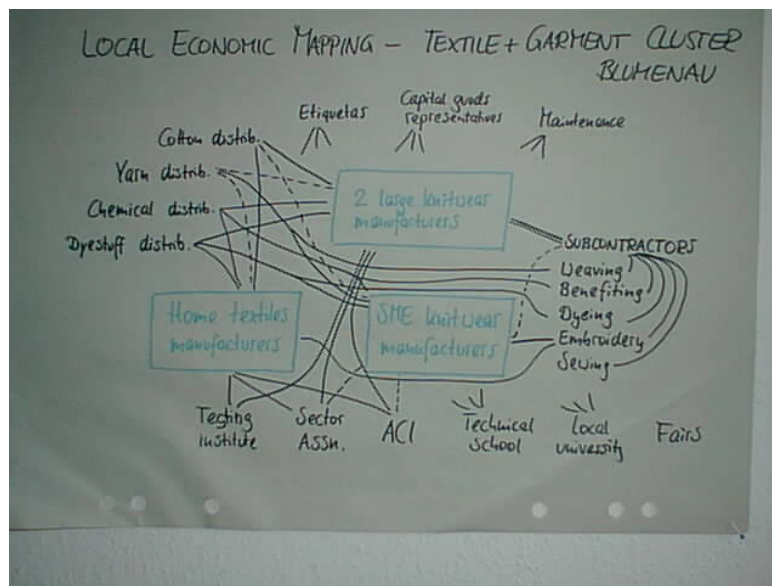 LOCAL ECONOMIC MAPPING – TEXTILE + GARMENT CLUSTER
BLUMENAU
Etiquetas
Capital goods
representatives
Maintenance
Cotton distrib.
Yarn distrib.
Chemical distrib.
Dyestuff distrib.
2 large knitwear
manufacturers
SUBCONTRACTORS
Weaving
Benefiting
Dyeing
Embroidery
Sewing
Home textiles
manufacturers
SME knitwear
manufacturers
Testing
institute
Sector
Assn.
ACI
Technical
school
Local
university
Fairs